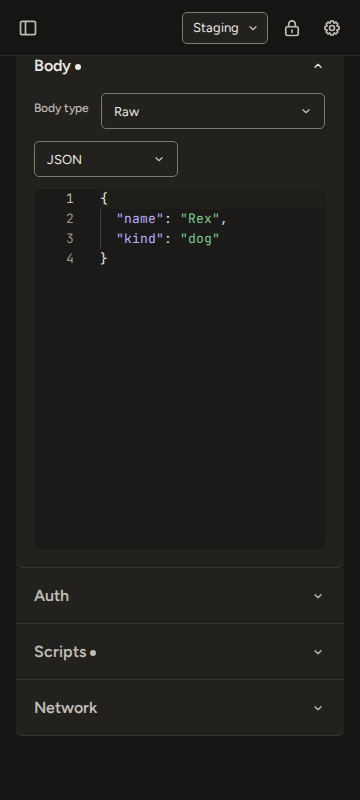 Staging
Body
Body type
Raw
JSON
1 {
2 "name": "Rex",
3 "kind": "dog"
4 }
Auth
Scripts
Network